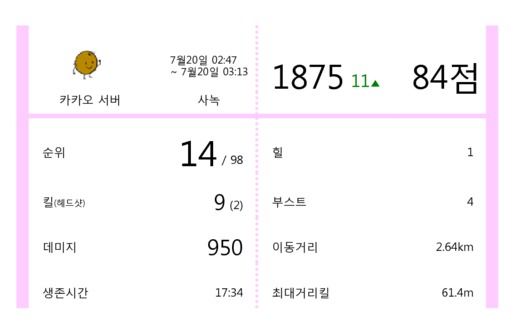 7월20일 02:47
~ 7월20일 03:13
카카오 서버
사녹
1875 11▲
84점
순위
14 / 98
킬(헤드샷)
9 (2)
데미지
950
생존시간
17:34
힐
1
부스트
4
이동거리
2.64km
최대거리킬
61.4m